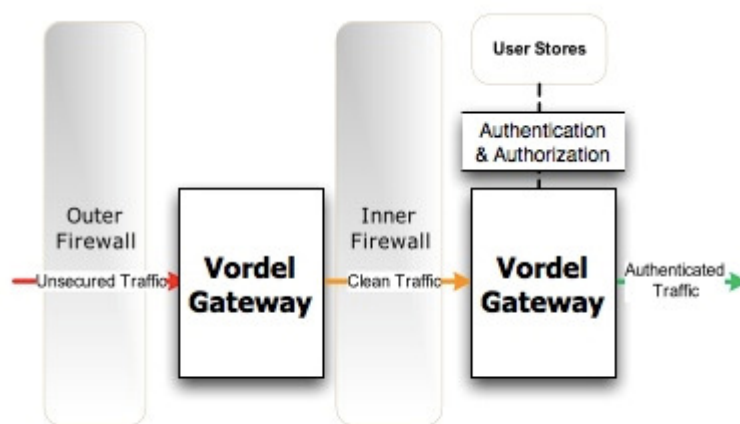 User Stores
Authentication
& Authorization
Outer
Firewall
Unsecured Traffic
Vordel
Gateway
Inner
Firewall
Clean Traffic
Vordel
Gateway
Authenticated
Traffic